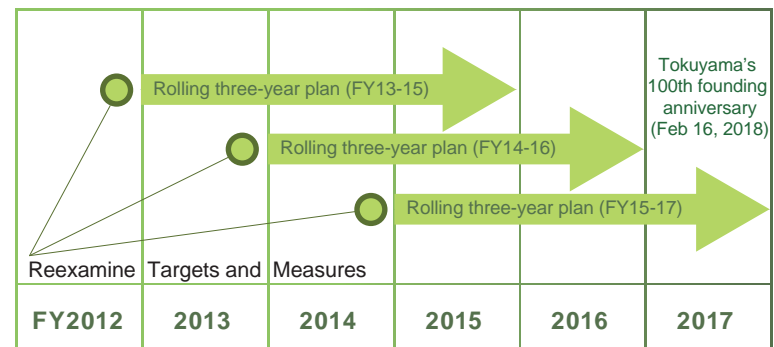 Tokuyama's
100th founding
anniversary
(Feb 16, 2018)
Rolling three-year plan (FY13-15)
Rolling three-year plan (FY14-16)
Rolling three-year plan (FY15-17)
Reexamine Targets and Measures
FY2012 2013 2014 2015 2016 2017